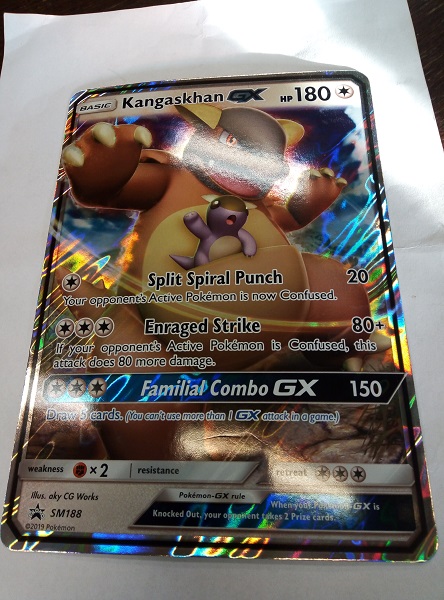 BASIC Kangaskhan GX HP 180
Split Spiral Punch 20
Your opponent's Active Pokémon is now Confused.
Enraged Strike 80+
If your opponent's Active Pokémon is Confused, this
attack does 80 more damage.
Familial Combo GX 150
Draw 5 cards. (You can't use more than 1 GX attack in a game.)
weakness ×2 resistance retreat
Illus. aky CG Works
Pokémon-GX rule
When your Pokémon-GX is
Knocked Out, your opponent takes 2 Prize cards.
SM188
©2019 Pokémon